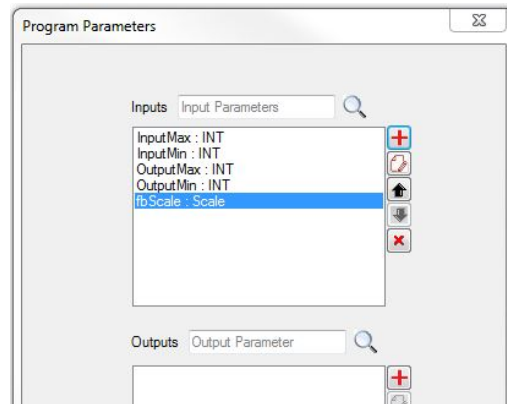 Program Parameters
Inputs Input Parameters
InputMax : INT
InputMin : INT
OutputMax : INT
OutputMin : INT
fbScale : Scale
Outputs Output Parameter